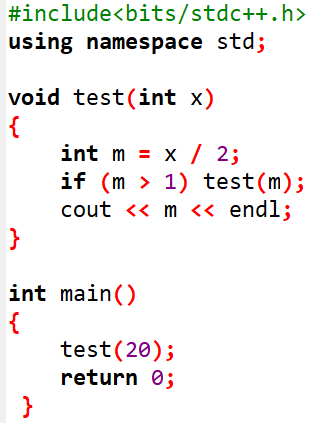 #include<bits/stdc++.h>
using namespace std;
void test(int x)
{
int m = x / 2;
if (m > 1) test(m);
cout << m << endl;
}
int main()
{
test(20);
return 0;
}